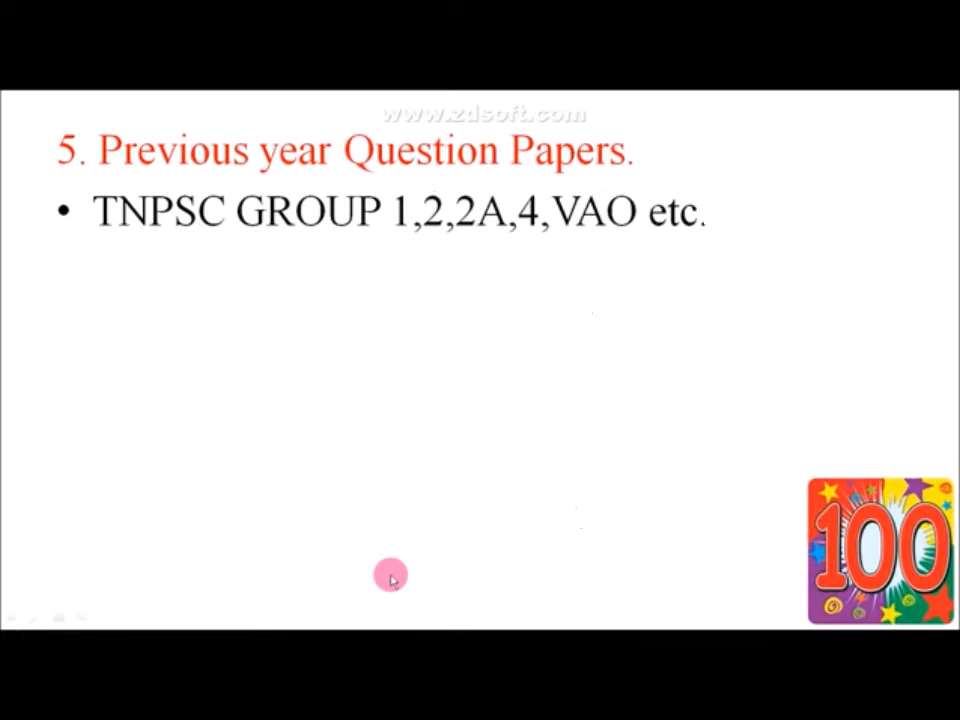 www.zdsoft.com
5. Previous year Question Papers.
• TNPSC GROUP 1,2,2A,4,VAO etc.
100